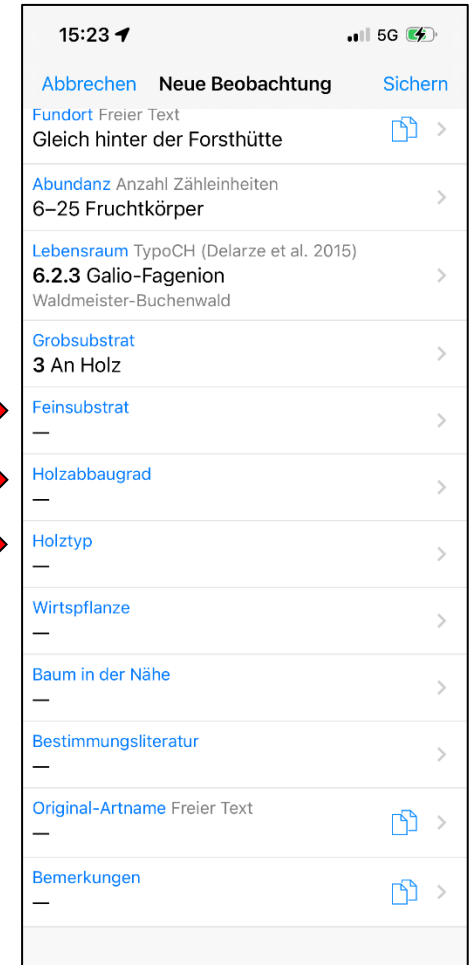 15:23 5G
Abbrechen Neue Beobachtung Sichern
Fundort Freier Text
Gleich hinter der Forsthütte
Abundanz Anzahl Zähleinheiten
6–25 Fruchtkörper
Lebensraum TypoCH (Delarze et al. 2015)
6.2.3 Galio-Fagenion
Waldmeister-Buchenwald
Grobsubstrat
3 An Holz
Feinsubstrat
—
Holzabbaugrad
—
Holztyp
—
Wirtspflanze
—
Baum in der Nähe
—
Bestimmungsliteratur
—
Original-Artname Freier Text
—
Bemerkungen
—